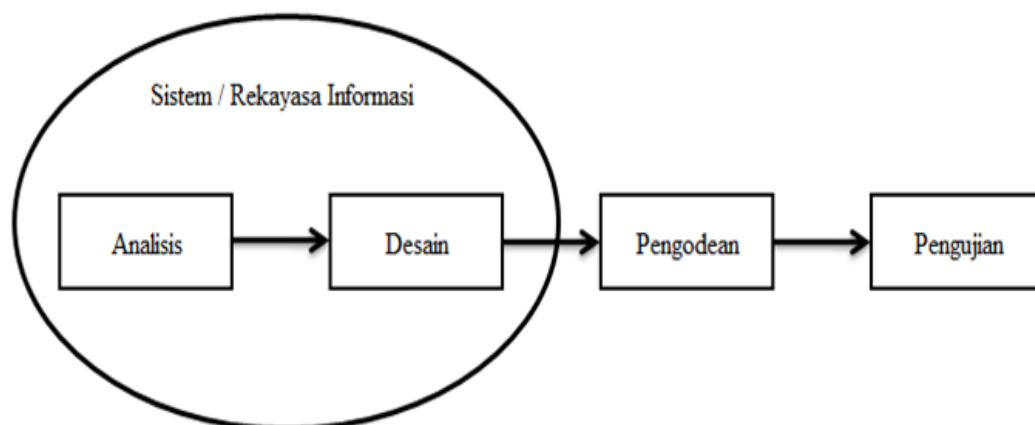 Sistem / Rekayasa Informasi
Analisis
Desain
Pengodean
Pengujian